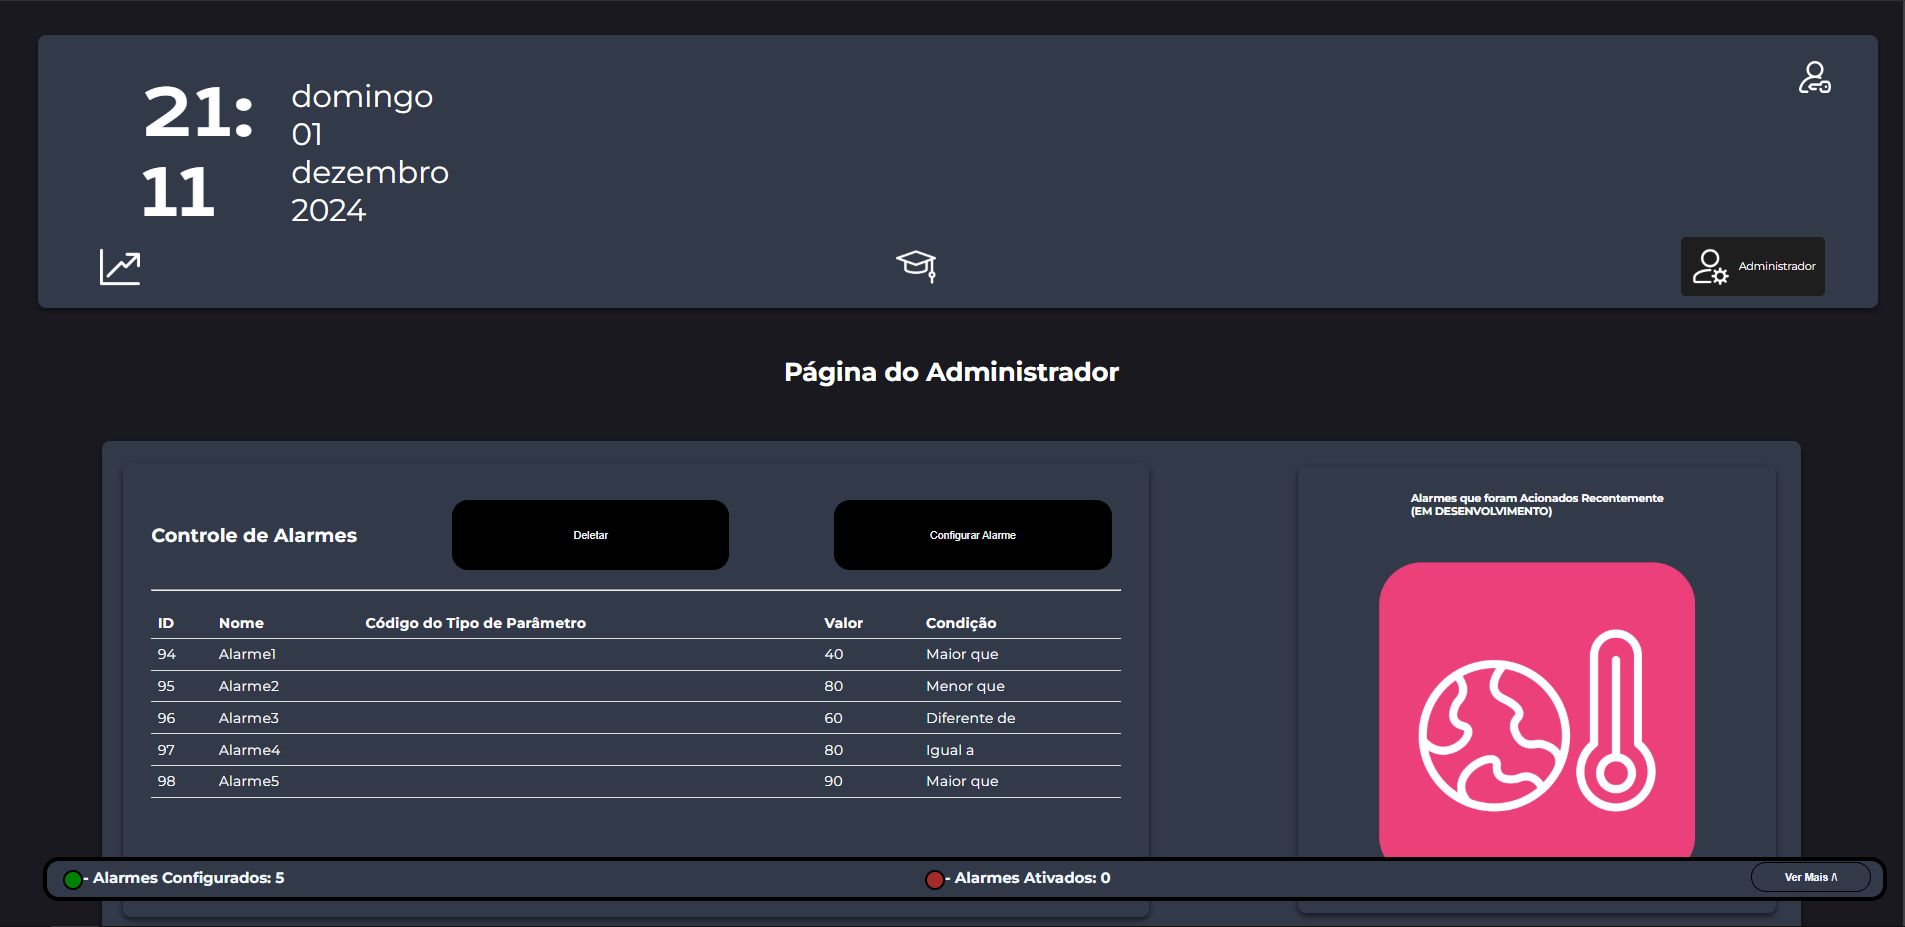 21:
11
domingo
01
dezembro
2024
Administrador
Página do Administrador
Controle de Alarmes
Deletar
Configurar Alarme
ID Nome Código do Tipo de Parâmetro Valor Condição
94 Alarme1 40 Maior que
95 Alarme2 80 Menor que
96 Alarme3 60 Diferente de
97 Alarme4 80 Igual a
98 Alarme5 90 Maior que
Alarmes que foram Acionados Recentemente
(EM DESENVOLVIMENTO)
- Alarmes Configurados: 5
- Alarmes Ativados: 0
Ver Mais /\